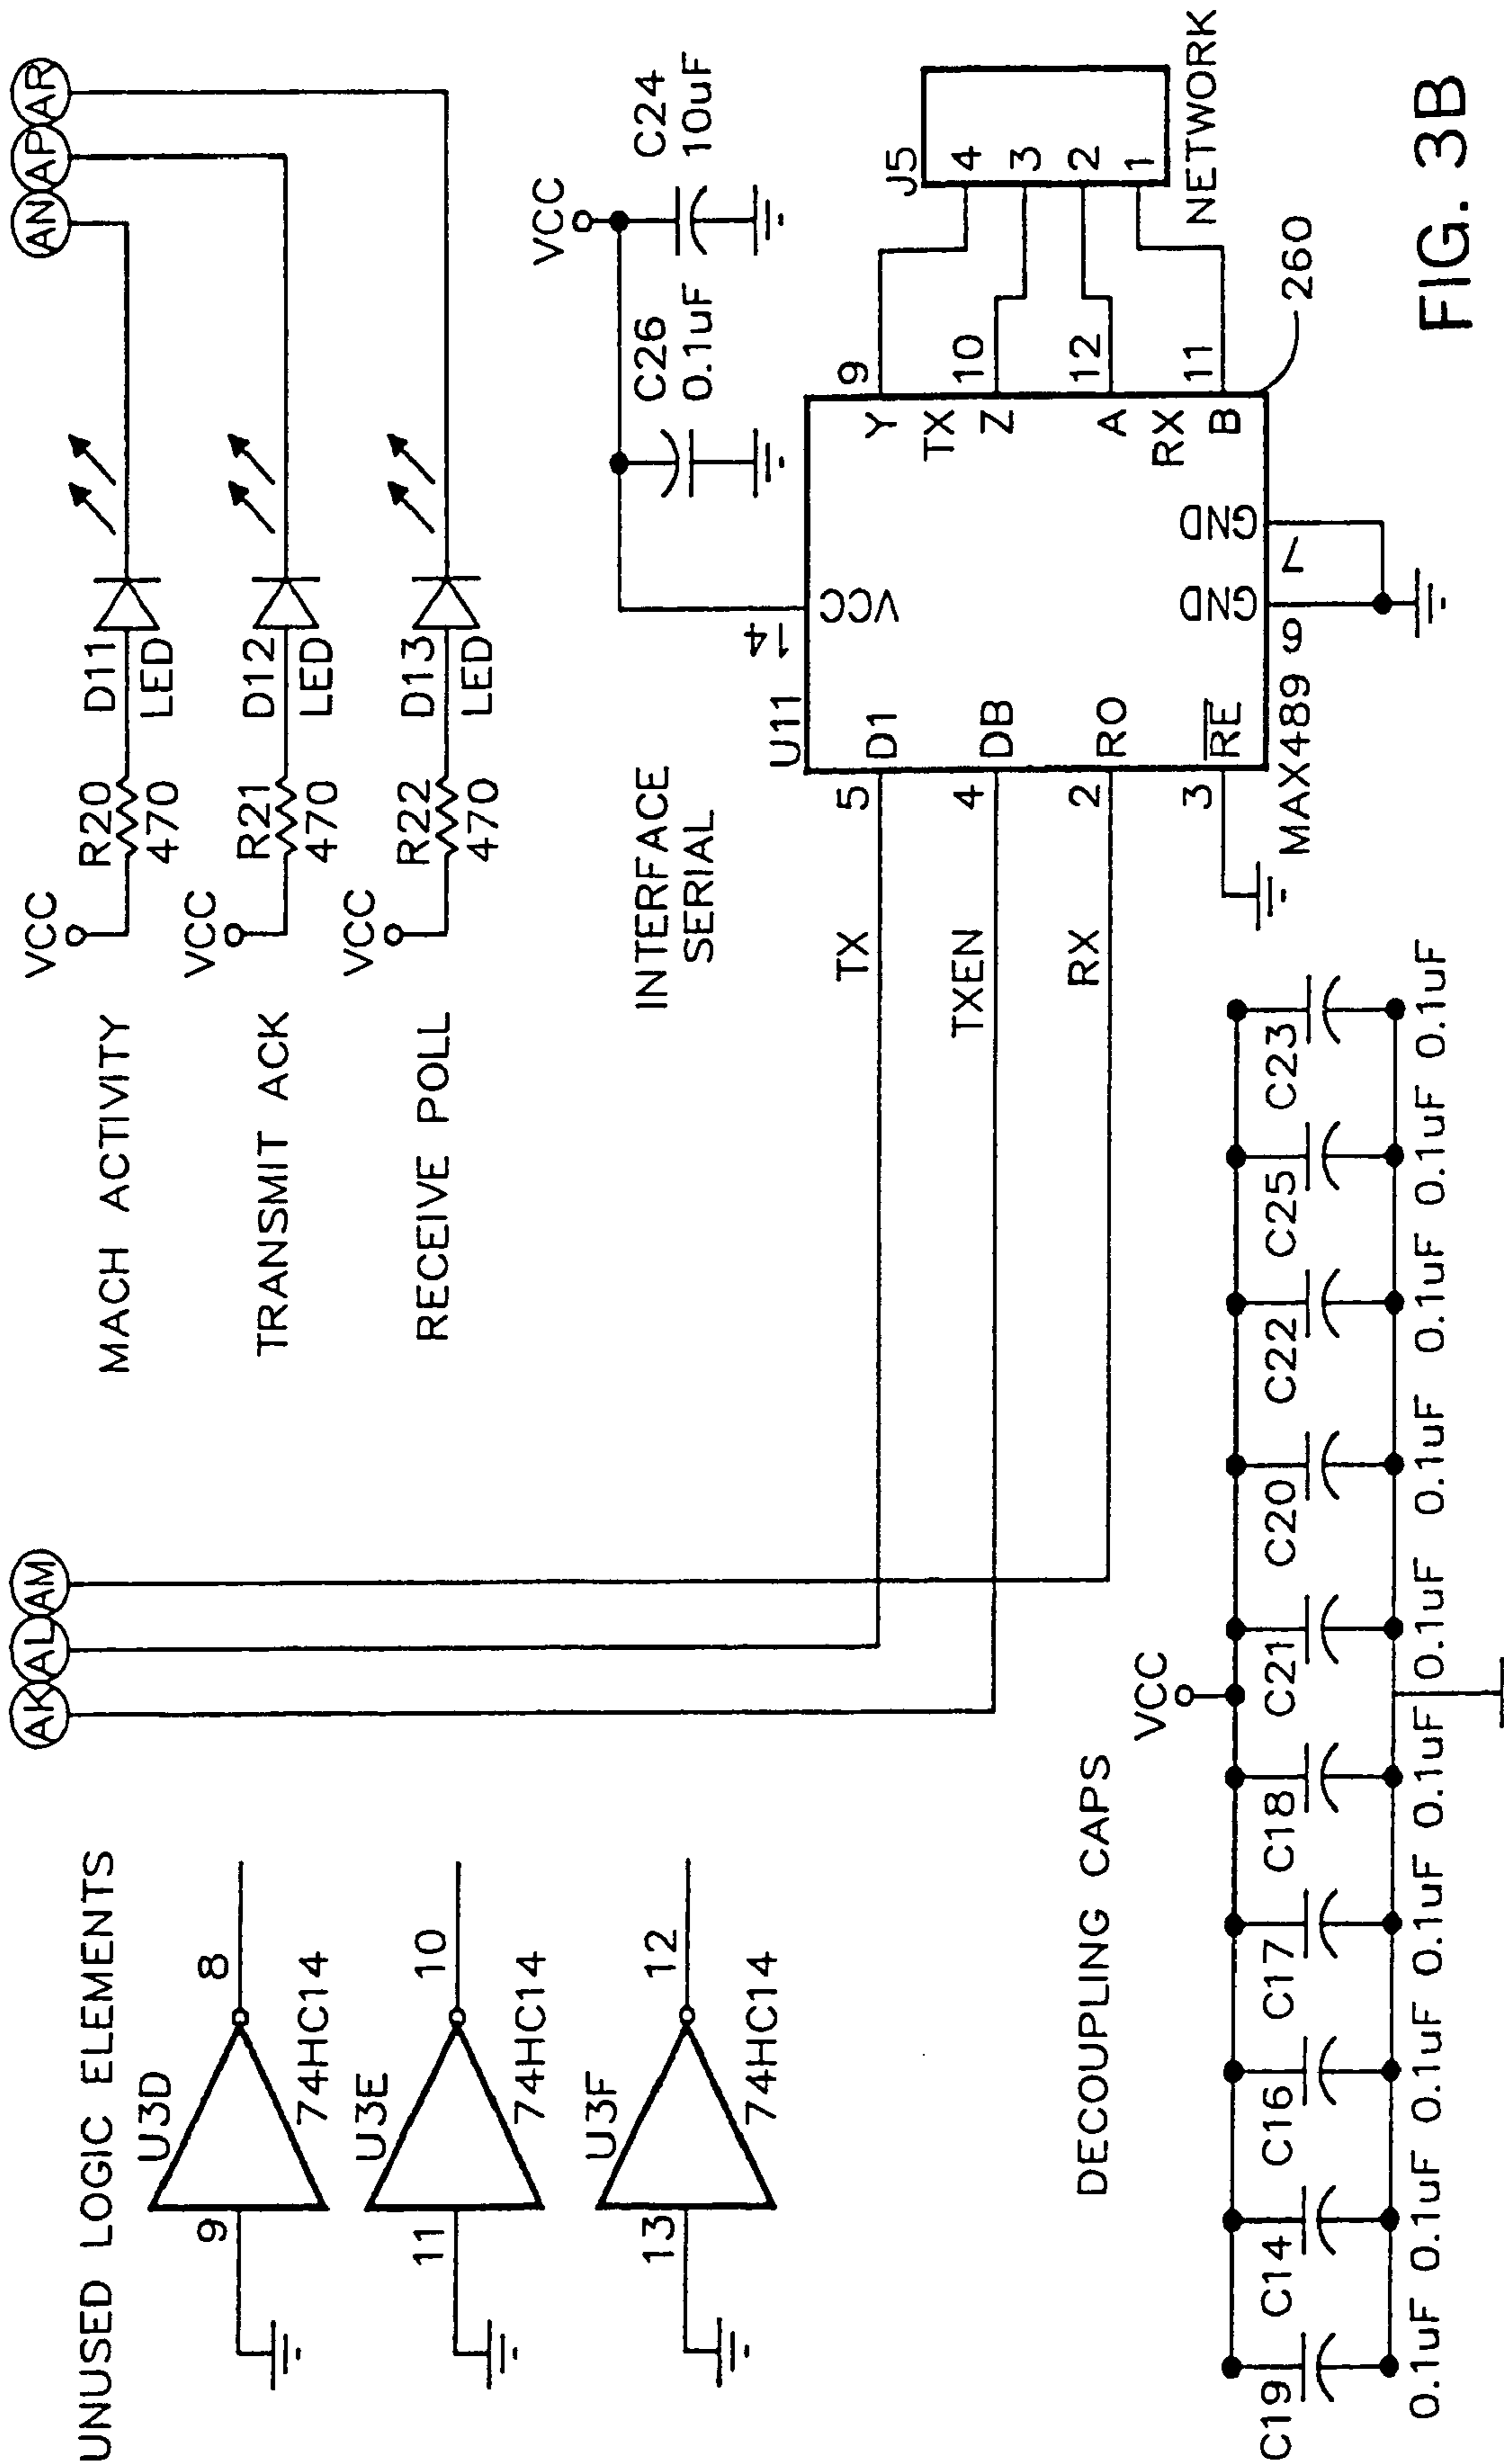 UNUSED LOGIC ELEMENTS
U3D
9
8
74HC14
U3E
11
10
74HC14
U3F
13
12
74HC14
AK
AL
AM
AN
AP
AR
MACH ACTIVITY
VCC
R20
470
D11
LED
TRANSMIT ACK
VCC
R21
470
D12
LED
RECEIVE POLL
VCC
R22
470
D13
LED
INTERFACE
SERIAL
VCC
C26
0.1uF
C24
10uF
TX
TXEN
RX
U11
14
VCC
5
D1
4
DB
2
RO
3
RE
Y
TX
Z
A
RX
B
9
10
12
11
GND
GND
6
7
MAX489
260
J5
4
3
2
1
NETWORK
DECOUPLING CAPS
VCC
C19
C14
C16
C17
C18
C21
C20
C22
C25
C23
0.1uF 0.1uF 0.1uF 0.1uF 0.1uF 0.1uF 0.1uF 0.1uF 0.1uF 0.1uF
FIG. 3B